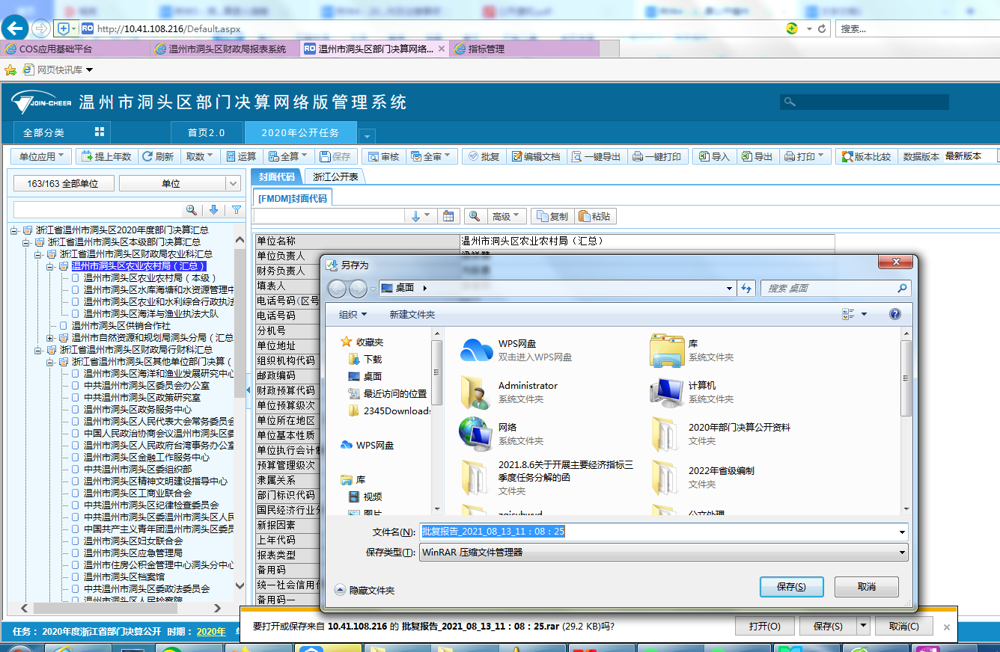 http://10.41.108.216/Default.aspx
搜索...
COS应用基础平台
温州市洞头区财政局报表系统
温州市洞头区部门决算网络...
指标管理
网页快讯库
JOIN-CHEER
温州市洞头区部门决算网络版管理系统
全部分类
首页2.0
2020年公开任务
单位应用
提上年数
刷新
取数
运算
全算
保存
审核
全审
批复
编辑文档
一键导出
一键打印
导入
导出
打印
版本比较
数据版本
最新版本
163/163 全部单位
单位
封面代码
浙江公开表
[FMDM]封面代码
高级
复制
粘贴
浙江省温州市洞头区2020年度部门决算汇总
浙江省温州市洞头区本级部门决算汇总
浙江省温州市洞头区财政局农业科汇总
温州市洞头区农业农村局（汇总）
温州市洞头区农业农村局（本级）
温州市洞头区水库海塘和水资源管理中
温州市洞头区农业和水利综合行政执法
温州市洞头区海洋与渔业执法大队
温州市洞头区供销合作社
温州市自然资源和规划局洞头分局（汇总
浙江省温州市洞头区财政局行财科汇总
浙江省温州市洞头区其他单位部门决算（
温州市洞头区海洋和渔业发展研究中心
中共温州市洞头区委员会办公室
中共温州市洞头区政策研究室
温州市洞头区政务服务中心
温州市洞头区人民代表大会常务委员会
中国人民政治协商会议温州市洞头区委
温州市洞头区人民政府台湾事务办公室
温州市洞头区金融工作服务中心
中共温州市洞头区委组织部
温州市洞头区精神文明建设指导中心
温州市洞头区工商业联合会
中共温州市洞头区纪律检查委员会
中共温州市洞头区委温州市洞头区人民
中国共产主义青年团温州市洞头区委员
温州市洞头区妇女联合会
温州市洞头区应急管理局
温州市住房公积金管理中心洞头分中心
温州市洞头区档案馆
中共温州市洞头区委政法委员会
温州市洞头区人民检察院
单位名称
温州市洞头区农业农村局（汇总）
单位负责人
财务负责人
填表人
电话号码(区号
电话号码
分机号
单位地址
组织机构代码
邮政编码
财政预算代码
单位预算级次
单位所在地区
单位基本性质
单位执行会计制
预算管理级次
隶属关系
部门标识代码
国民经济行业分
新报因素
上年代码
报表类型
备用码
统一社会信用代
备用码一
另存为
桌面
搜索 桌面
组织
新建文件夹
收藏夹
下载
桌面
最近访问的位置
2345Downloads
WPS网盘
库
视频
图片
WPS网盘
双击进入WPS网盘
库
系统文件夹
Administrator
系统文件夹
计算机
系统文件夹
网络
系统文件夹
2020年部门决算公开资料
文件夹
2021.8.6关于开展主要经济指标三
季度任务分解的函
文件夹
2022年省级编制
文件夹
公文处理
文件名(N):
批复报告_2021_08_13_11：08：25
保存类型(T):
WinRAR 压缩文件管理器
隐藏文件夹
保存(S)
取消
要打开或保存来自 10.41.108.216 的 批复报告_2021_08_13_11：08：25.rar (29.2 KB)吗?
打开(O)
保存(S)
取消(C)
任务：2020年度浙江省部门决算公开 时期：2020年